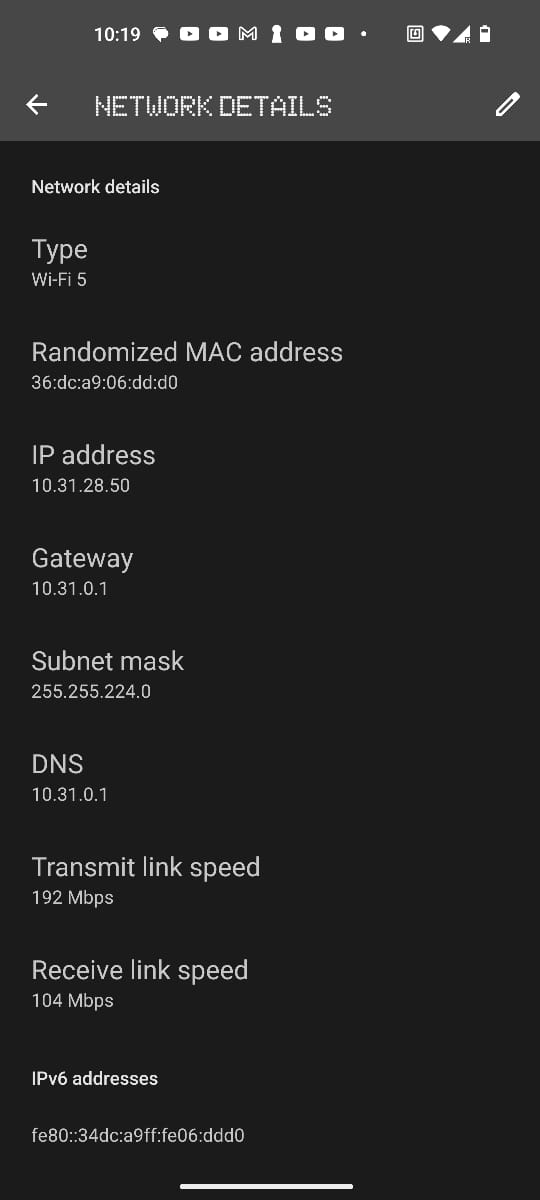 10:19
NETWORK DETAILS
Network details
Type
Wi-Fi 5
Randomized MAC address
36:dc:a9:06:dd:d0
IP address
10.31.28.50
Gateway
10.31.0.1
Subnet mask
255.255.224.0
DNS
10.31.0.1
Transmit link speed
192 Mbps
Receive link speed
104 Mbps
IPv6 addresses
fe80::34dc:a9ff:fe06:ddd0